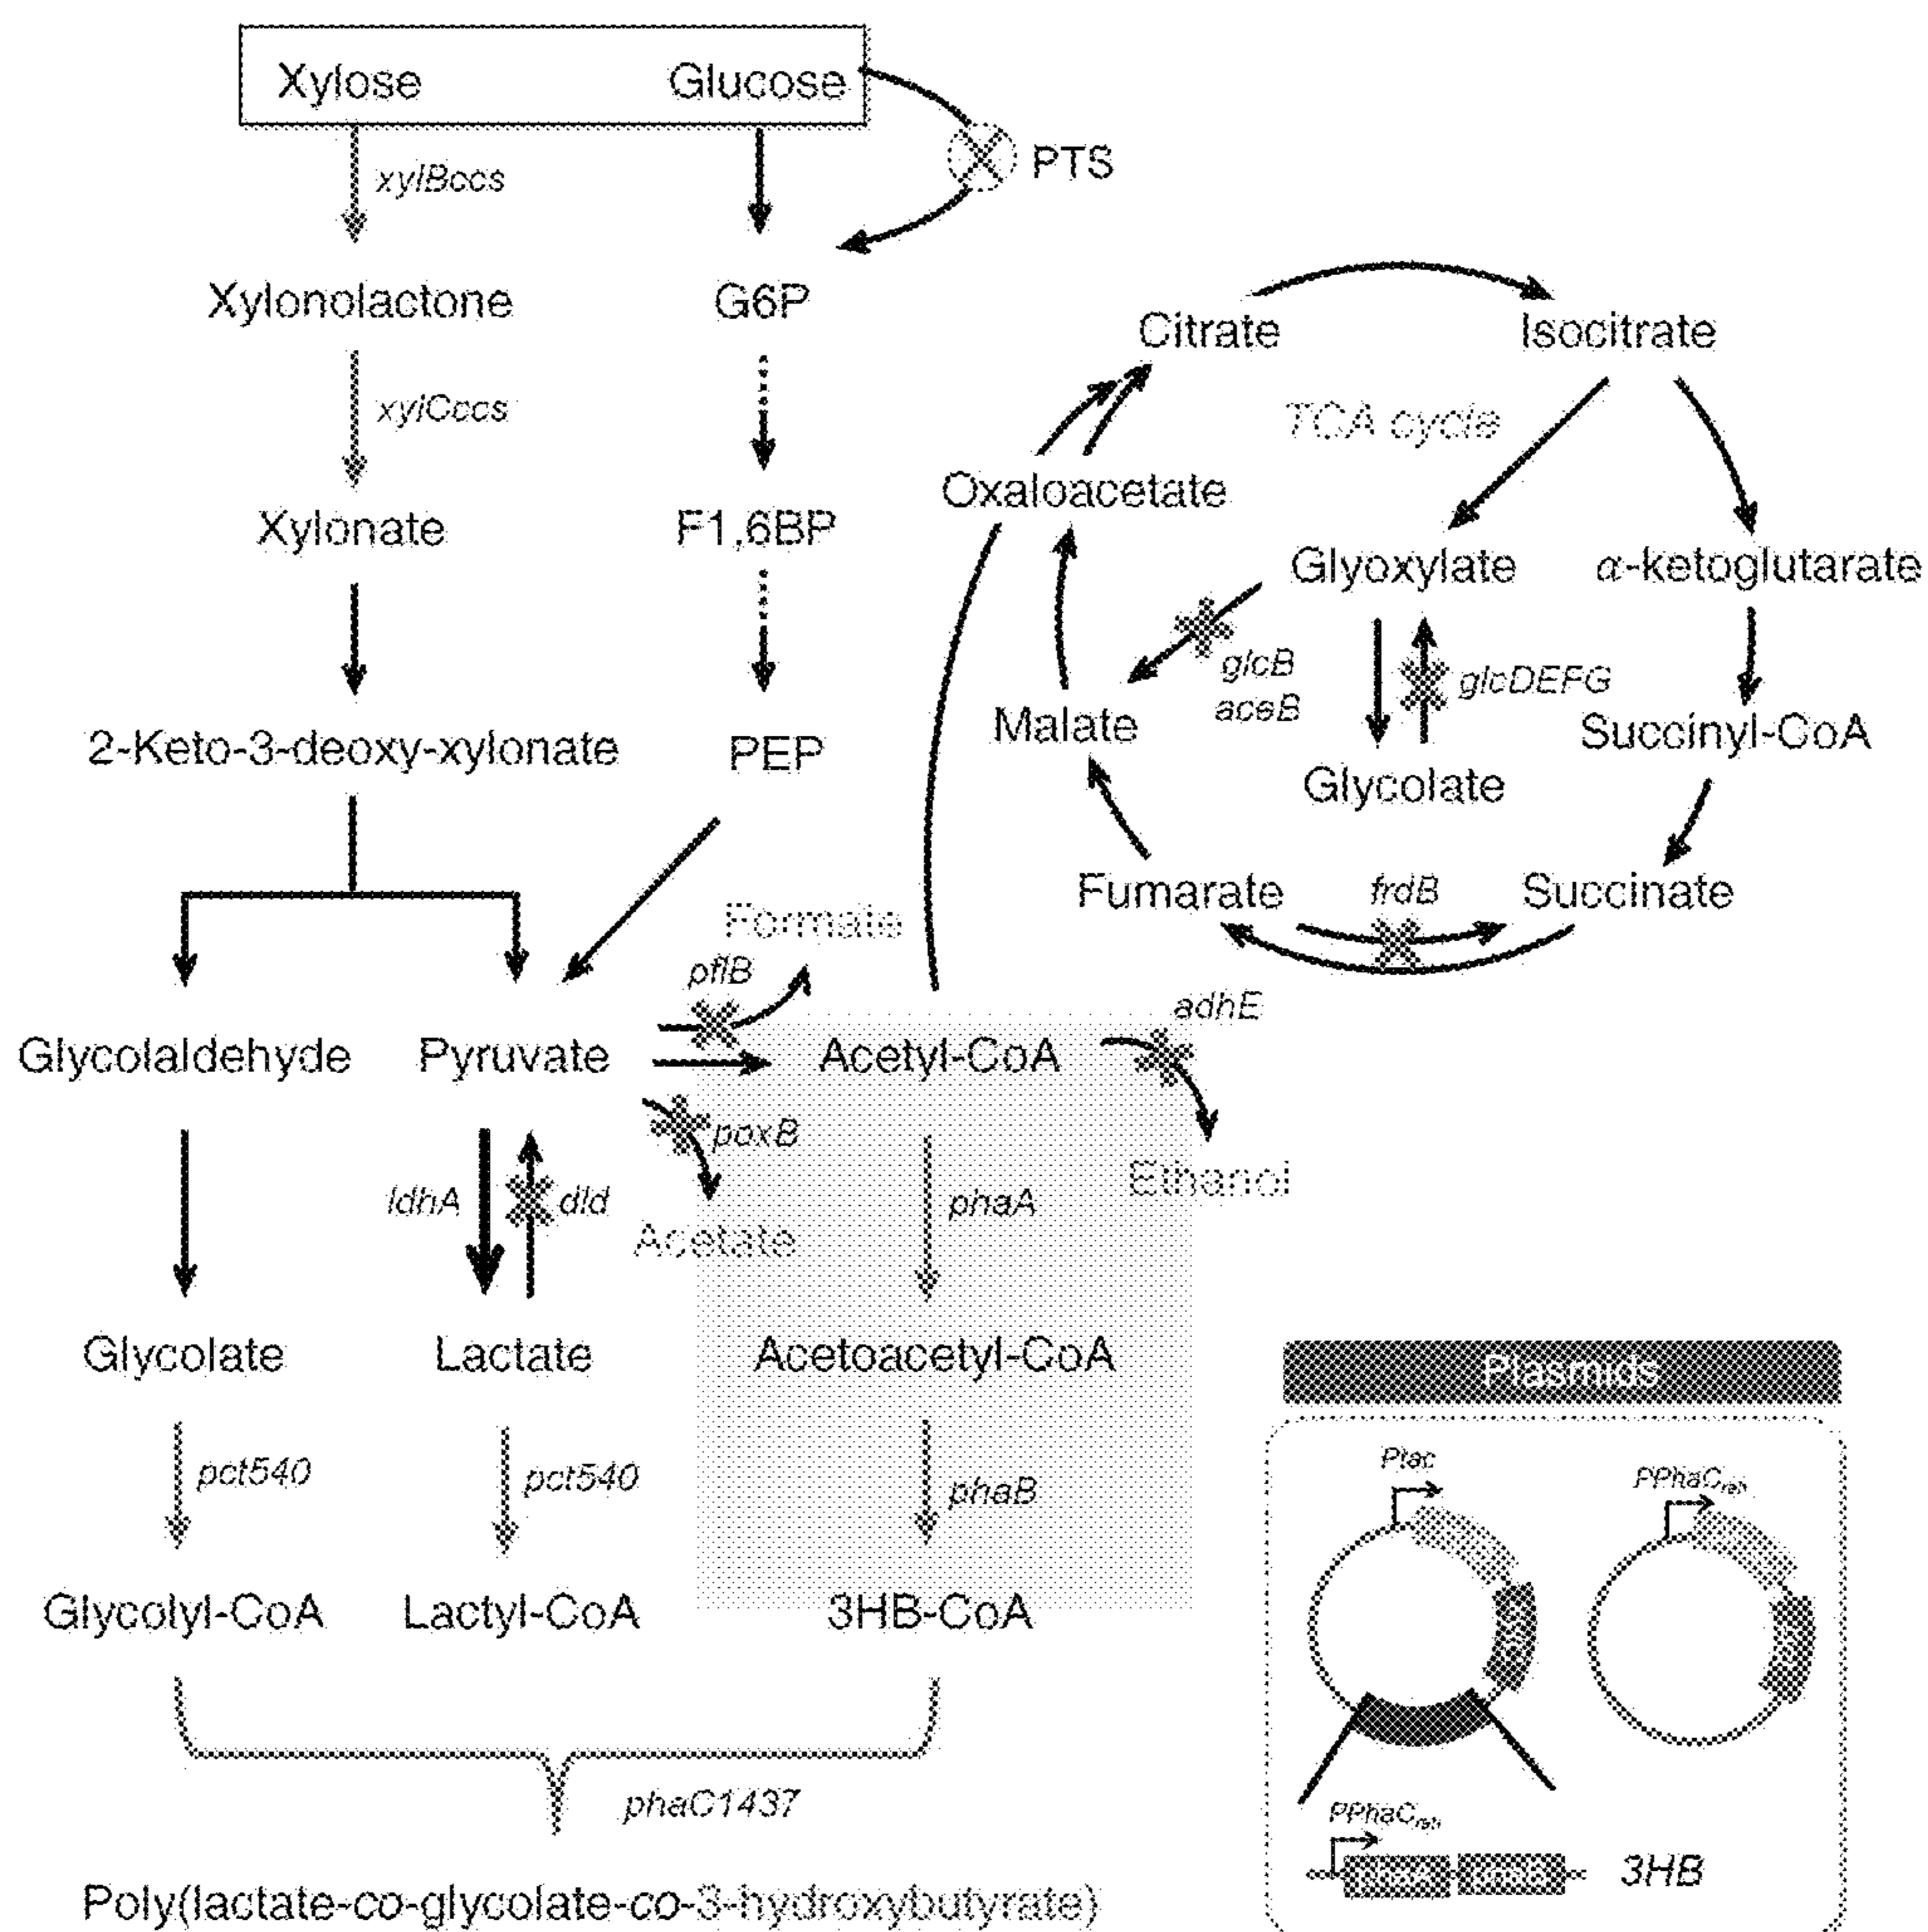 Xylose Glucose
PTS
xylBccs
Xylonolactone G6P
Citrate Isocitrate
xylCccs
TCA cycle
Oxaloacetate
Xylonate F1,6BP
Glyoxylate α-ketoglutarate
glcB
aceB
glcDEFG
Malate
2-Keto-3-deoxy-xylonate PEP
Succinyl-CoA
Glycolate
Fumarate frdB Succinate
Formate
pflB
adhE
Glycolaldehyde Pyruvate Acetyl-CoA
poxB
ldhA dld phaA
Ethanol
Acetate
Glycolate Lactate Acetoacetyl-CoA
Plasmids
pct540 pct540 phaB
Ptac
Glycolyl-CoA Lactyl-CoA 3HB-CoA
phaC1437
3HB
Poly(lactate-co-glycolate-co-3-hydroxybutyrate)